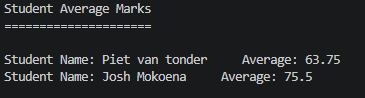 Student Average Marks
=====================
Student Name: Piet van tonder     Average: 63.75
Student Name: Josh Mokoena     Average: 75.5